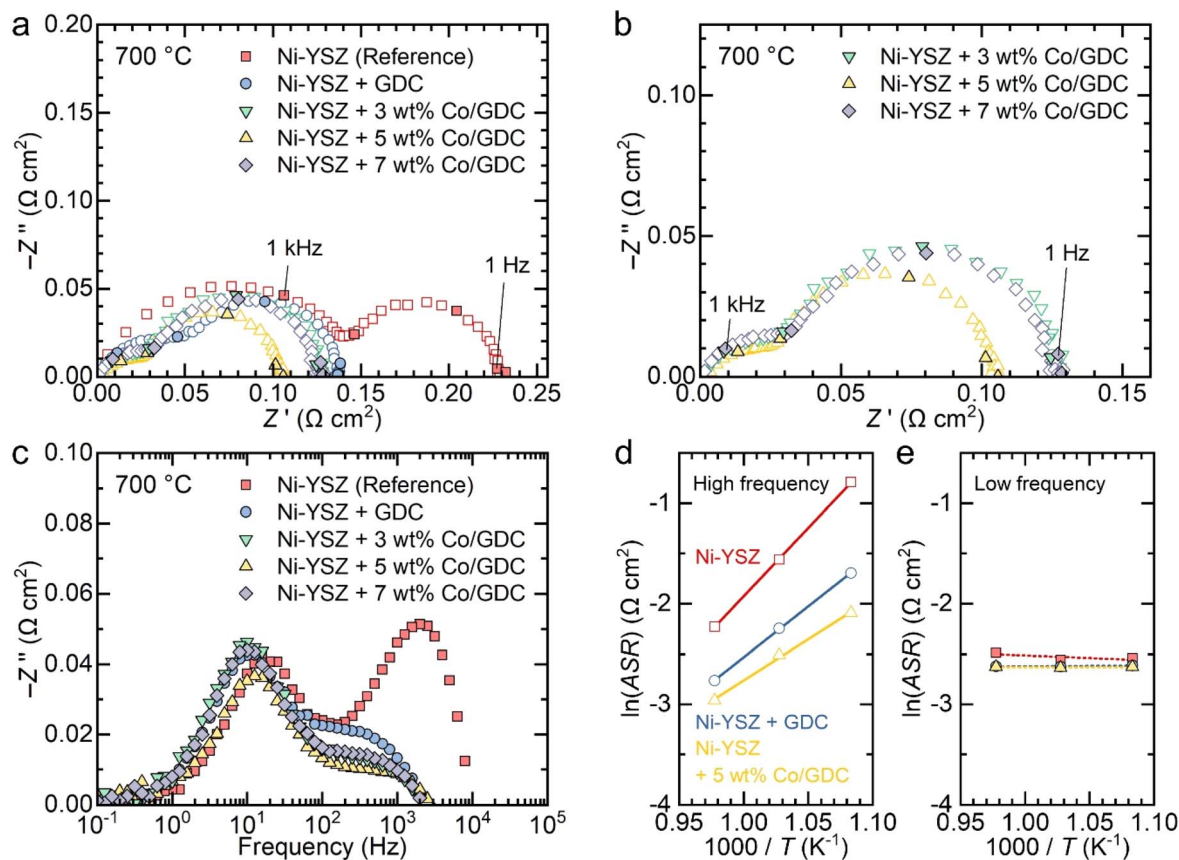 a
0.20
0.15
0.10
0.05
0.00
−Z'' (Ω cm²)
700 °C
Ni-YSZ (Reference)
Ni-YSZ + GDC
Ni-YSZ + 3 wt% Co/GDC
Ni-YSZ + 5 wt% Co/GDC
Ni-YSZ + 7 wt% Co/GDC
1 kHz
1 Hz
0.00 0.05 0.10 0.15 0.20 0.25
Z' (Ω cm²)
b
0.10
0.05
0.00
−Z'' (Ω cm²)
700 °C
Ni-YSZ + 3 wt% Co/GDC
Ni-YSZ + 5 wt% Co/GDC
Ni-YSZ + 7 wt% Co/GDC
1 kHz
1 Hz
0.00 0.05 0.10 0.15
Z' (Ω cm²)
c
0.10
0.08
0.06
0.04
0.02
0.00
−Z'' (Ω cm²)
700 °C
Ni-YSZ (Reference)
Ni-YSZ + GDC
Ni-YSZ + 3 wt% Co/GDC
Ni-YSZ + 5 wt% Co/GDC
Ni-YSZ + 7 wt% Co/GDC
10⁻¹ 10⁰ 10¹ 10² 10³ 10⁴ 10⁵
Frequency (Hz)
d
-1
-2
-3
-4
ln(ASR) (Ω cm²)
High frequency
Ni-YSZ
Ni-YSZ + GDC
Ni-YSZ
+ 5 wt% Co/GDC
0.95 1.00 1.05 1.10
1000 / T (K⁻¹)
e
-1
-2
-3
-4
ln(ASR) (Ω cm²)
Low frequency
0.95 1.00 1.05 1.10
1000 / T (K⁻¹)